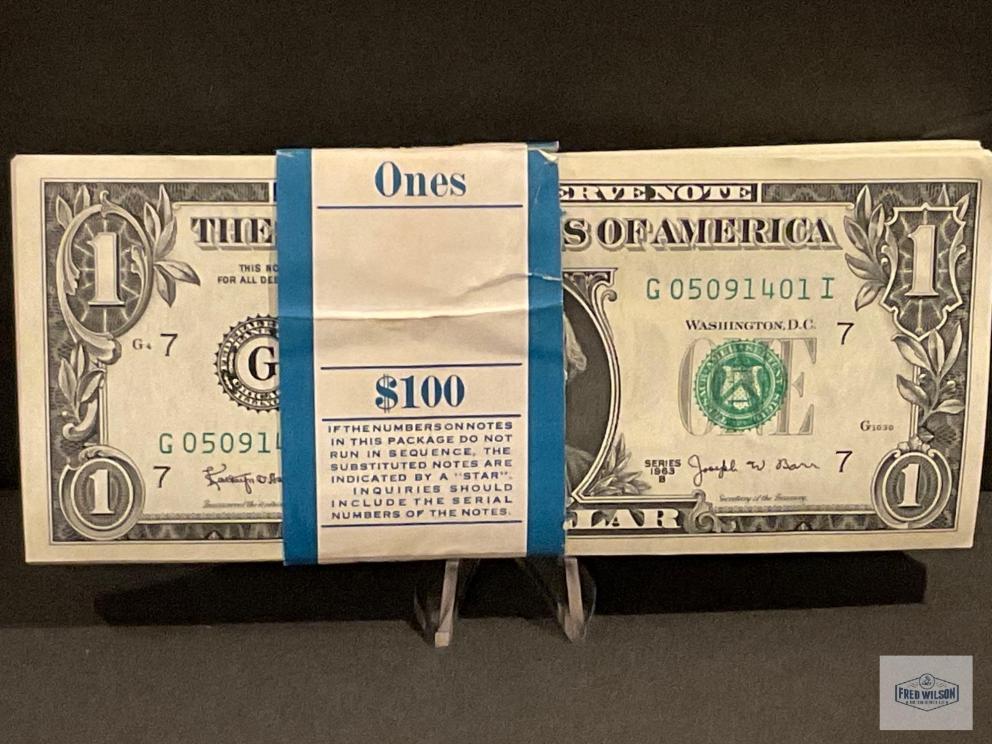 Ones
ERVE NOTE
THE
S OF AMERICA
THIS NO
FOR ALL DE
1
1
G 05091401 I
WASHINGTON, D.C.
7
G4 7
G
ONE
$100
IF THE NUMBERS ON NOTES
IN THIS PACKAGE DO NOT
RUN IN SEQUENCE, THE
SUBSTITUTED NOTES ARE
INDICATED BY A "STAR".
INQUIRIES SHOULD
INCLUDE THE SERIAL
NUMBERS OF THE NOTES.
G1030
G 05091
7
SERIES
1963
B
Joseph W Barr
7
Secretary of the Treasury.
1
1
LAR
FRED WILSON